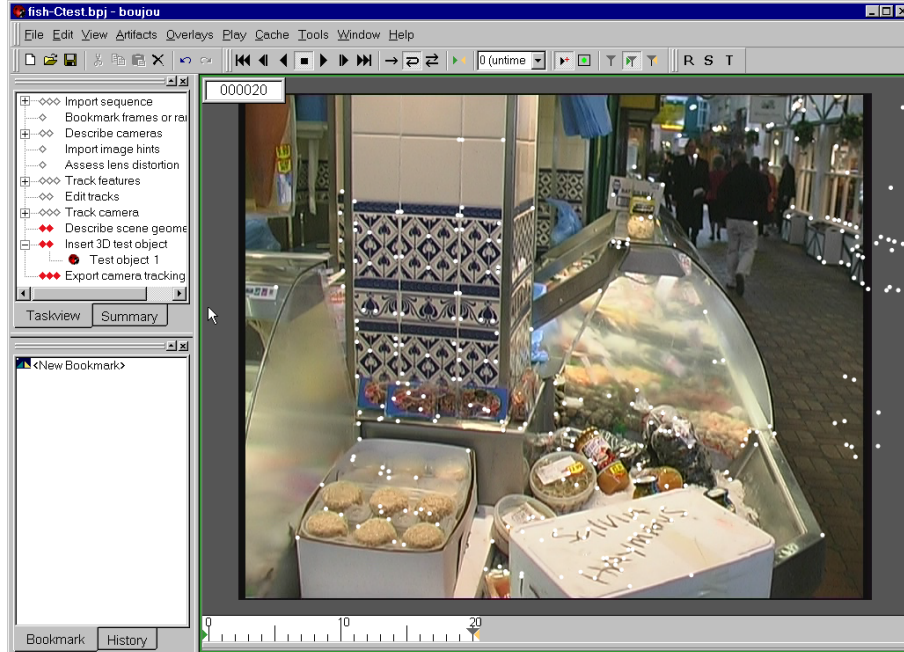 fish-Ctest.bpj - boujou
File Edit View Artifacts Overlays Play Cache Tools Window Help
0 (untime
R S T
Import sequence
Bookmark frames or ra
Describe cameras
Import image hints
Assess lens distortion
Track features
Edit tracks
Track camera
Describe scene geome
Insert 3D test object
Test object 1
Export camera tracking
Taskview Summary
<New Bookmark>
Bookmark History
000020
0 10 20